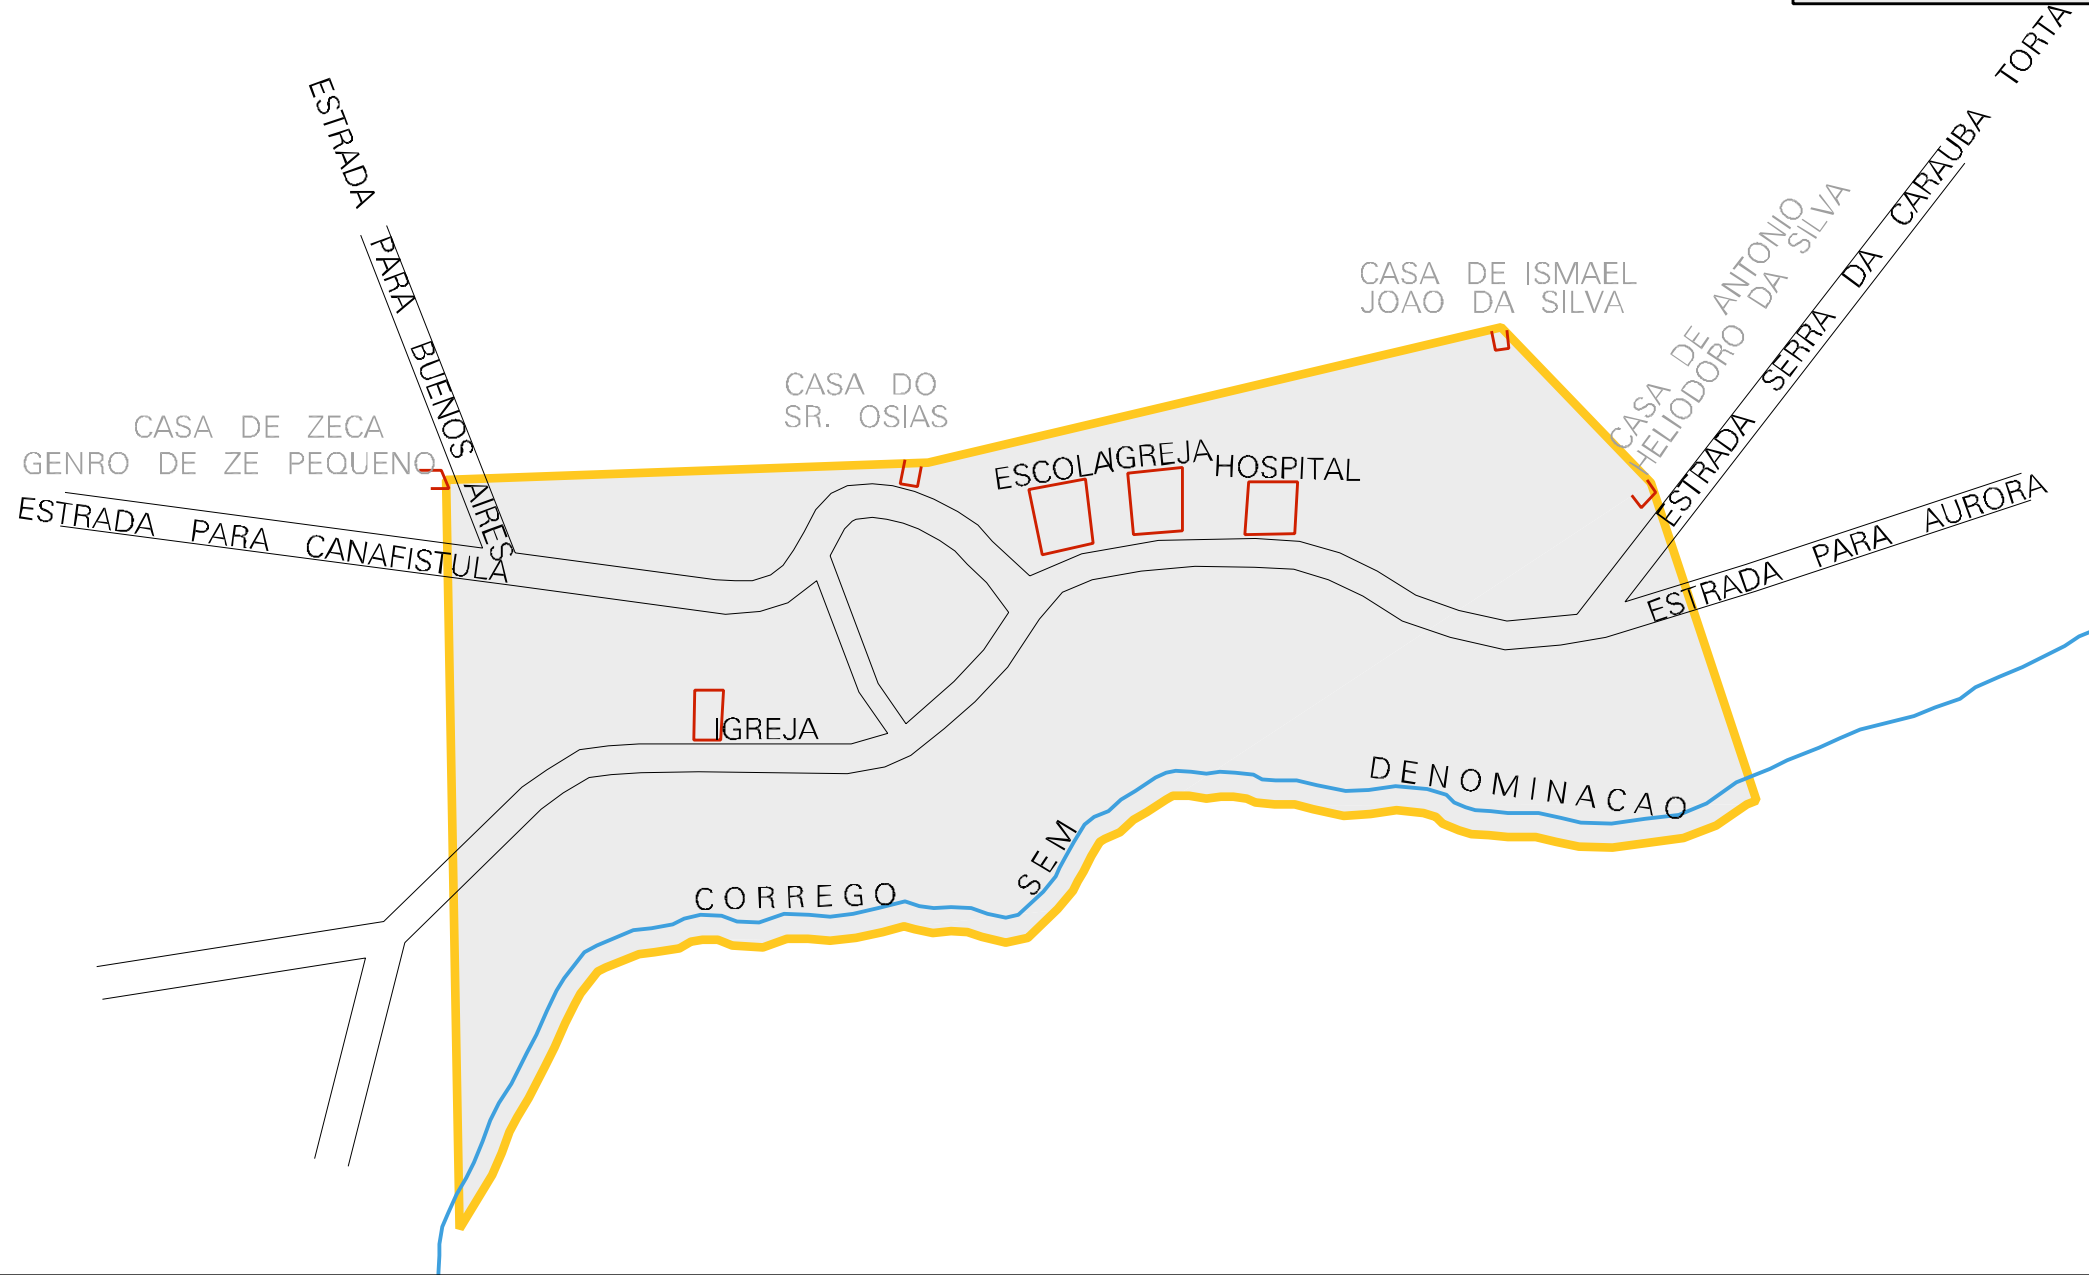 ESTRADA PARA BUENOS AIRES
ESTRADA SERRA DA CARAUBA TORTA
CASA DE ANTONIO
HELIODORO DA SILVA
CASA DE ISMAEL
JOAO DA SILVA
CASA DO
SR. OSIAS
CASA DE ZECA
GENRO DE ZE PEQUENO
ESCOLA
IGREJA
HOSPITAL
ESTRADA PARA CANAFISTULA
ESTRADA PARA AURORA
IGREJA
CORREGO SEM DENOMINACAO